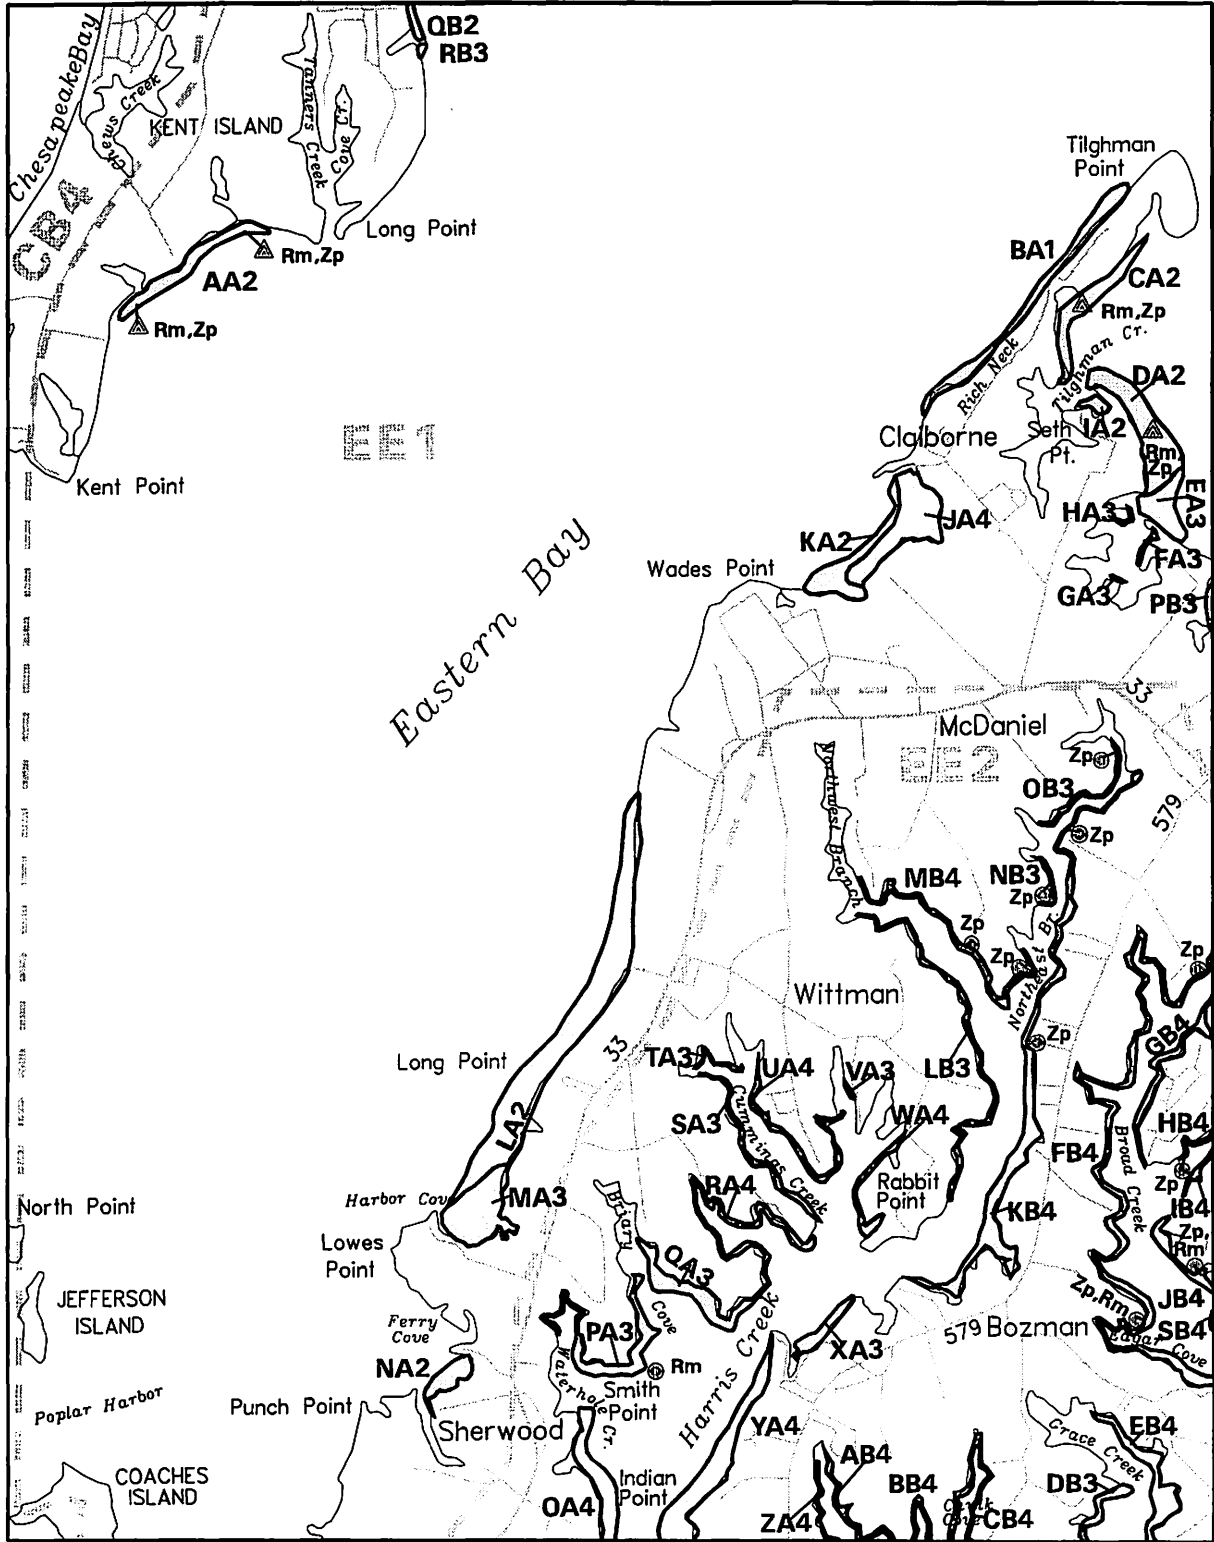 QB2
RB3
Chesapeake Bay
Chems Creek
KENT ISLAND
Tanners Creek
Cove Cr.
CB4
Long Point
Rm,Zp
AA2
Rm,Zp
Kent Point
EE1
Eastern Bay
Tilghman
Point
BA1
CA2
Rm,Zp
Rich Neck
Tilghman Cr.
DA2
Claiborne
Seth
Pt.
IA2
Rm,
Zp
EA3
HA3
JA4
KA2
FA3
Wades Point
GA3
PB3
33
McDaniel
EE2
Zp
OB3
579
Zp
Northwest Branch
MB4
NB3
Zp
Zp
Zp
Northeast Br.
Zp
Wittman
Zp
GB4
Long Point
33
TA3
UA4
VA3
LB3
LA2
SA3
Cummings Creek
WA4
HB4
FB4
Broad Creek
Zp
North Point
Harbor Cov
MA3
RA4
Rabbit
Point
KB4
IB4
Zp,
Rm
Briary Cove
Lowes
Point
QA3
Zp,Rm
JB4
JEFFERSON
ISLAND
Ferry
Cove
PA3
Harris Creek
579
Bozman
SB4
Edgar Cove
XA3
NA2
Rm
Waterhole Cr.
Smith
Point
Poplar Harbor
Punch Point
Sherwood
YA4
Grace Creek
EB4
COACHES
ISLAND
Indian
Point
AB4
BB4
DB3
OA4
ZA4
CB4